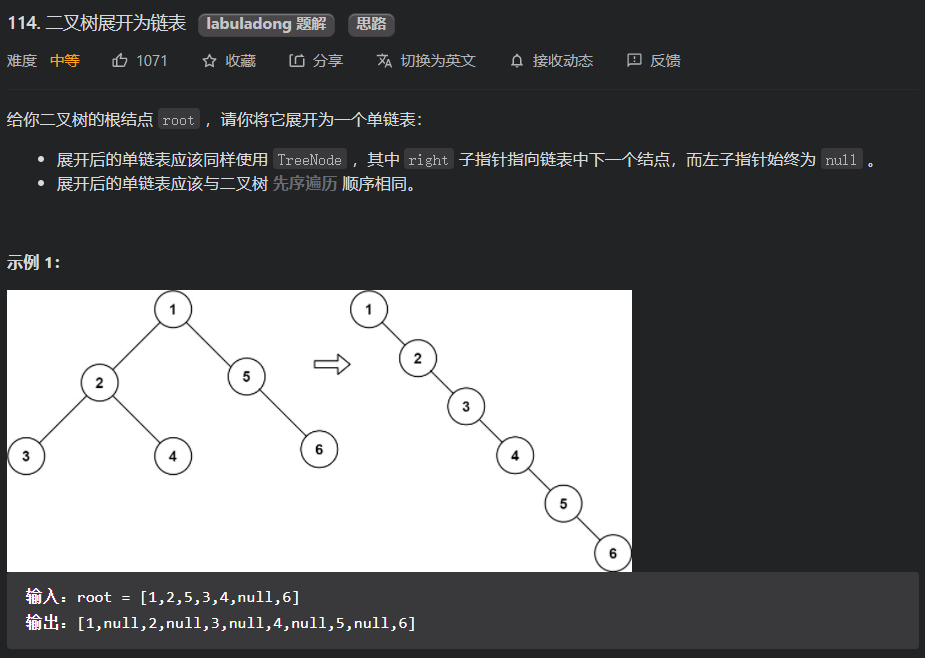 114. 二叉树展开为链表 labuladong 题解 思路
难度 中等 1071 收藏 分享 切换为英文 接收动态 反馈
给你二叉树的根结点 root ，请你将它展开为一个单链表：
展开后的单链表应该同样使用 TreeNode ，其中 right 子指针指向链表中下一个结点，而左子指针始终为 null 。
展开后的单链表应该与二叉树 先序遍历 顺序相同。
示例 1：
1 1
2 5 2
3 4 6 3
4
5
6
输入：root = [1,2,5,3,4,null,6]
输出：[1,null,2,null,3,null,4,null,5,null,6]